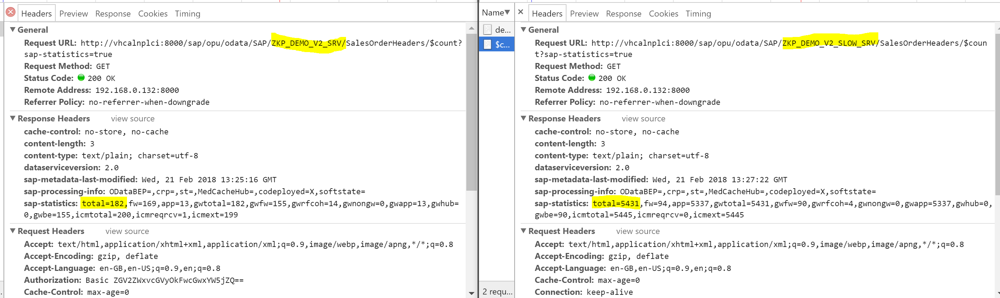 Headers Preview Response Cookies Timing
General
Request URL: http://vhcalnplci:8000/sap/opu/odata/SAP/ZKP_DEMO_V2_SRV/SalesOrderHeaders/$count?
sap-statistics=true
Request Method: GET
Status Code: 200 OK
Remote Address: 192.168.0.132:8000
Referrer Policy: no-referrer-when-downgrade
Response Headers view source
cache-control: no-store, no-cache
content-length: 3
content-type: text/plain; charset=utf-8
dataserviceversion: 2.0
sap-metadata-last-modified: Wed, 21 Feb 2018 13:25:16 GMT
sap-processing-info: ODataBEP=,crp=,st=,MedCacheHub=,codeployed=X,softstate=
sap-statistics: total=182,fw=169,app=13,gwtotal=182,gwfw=155,gwrfcoh=14,gwnongw=0,gwapp=13,gwhub=
0,gwbe=155,icmtotal=200,icmreqrcv=1,icmext=199
Request Headers view source
Accept: text/html,application/xhtml+xml,application/xml;q=0.9,image/webp,image/apng,*/*;q=0.8
Accept-Encoding: gzip, deflate
Accept-Language: en-GB,en-US;q=0.9,en;q=0.8
Authorization: Basic ZGV2ZWxvcGVyOkFwcGwxYW5jZQ==
Cache-Control: max-age=0
Name
de...
$c...
2 requ...
Headers Preview Response Cookies Timing
General
Request URL: http://vhcalnplci:8000/sap/opu/odata/SAP/ZKP_DEMO_V2_SLOW_SRV/SalesOrderHeaders/$coun
t?sap-statistics=true
Request Method: GET
Status Code: 200 OK
Remote Address: 192.168.0.132:8000
Referrer Policy: no-referrer-when-downgrade
Response Headers view source
cache-control: no-store, no-cache
content-length: 3
content-type: text/plain; charset=utf-8
dataserviceversion: 2.0
sap-metadata-last-modified: Wed, 21 Feb 2018 13:27:22 GMT
sap-processing-info: ODataBEP=,crp=,st=,MedCacheHub=,codeployed=X,softstate=
sap-statistics: total=5431,fw=94,app=5337,gwtotal=5431,gwfw=90,gwrfcoh=4,gwnongw=0,gwapp=5337,gwhub=0,
gwbe=90,icmtotal=5445,icmreqrcv=0,icmext=5445
Request Headers view source
Accept: text/html,application/xhtml+xml,application/xml;q=0.9,image/webp,image/apng,*/*;q=0.8
Accept-Encoding: gzip, deflate
Accept-Language: en-GB,en-US;q=0.9,en;q=0.8
Cache-Control: max-age=0
Connection: keep-alive